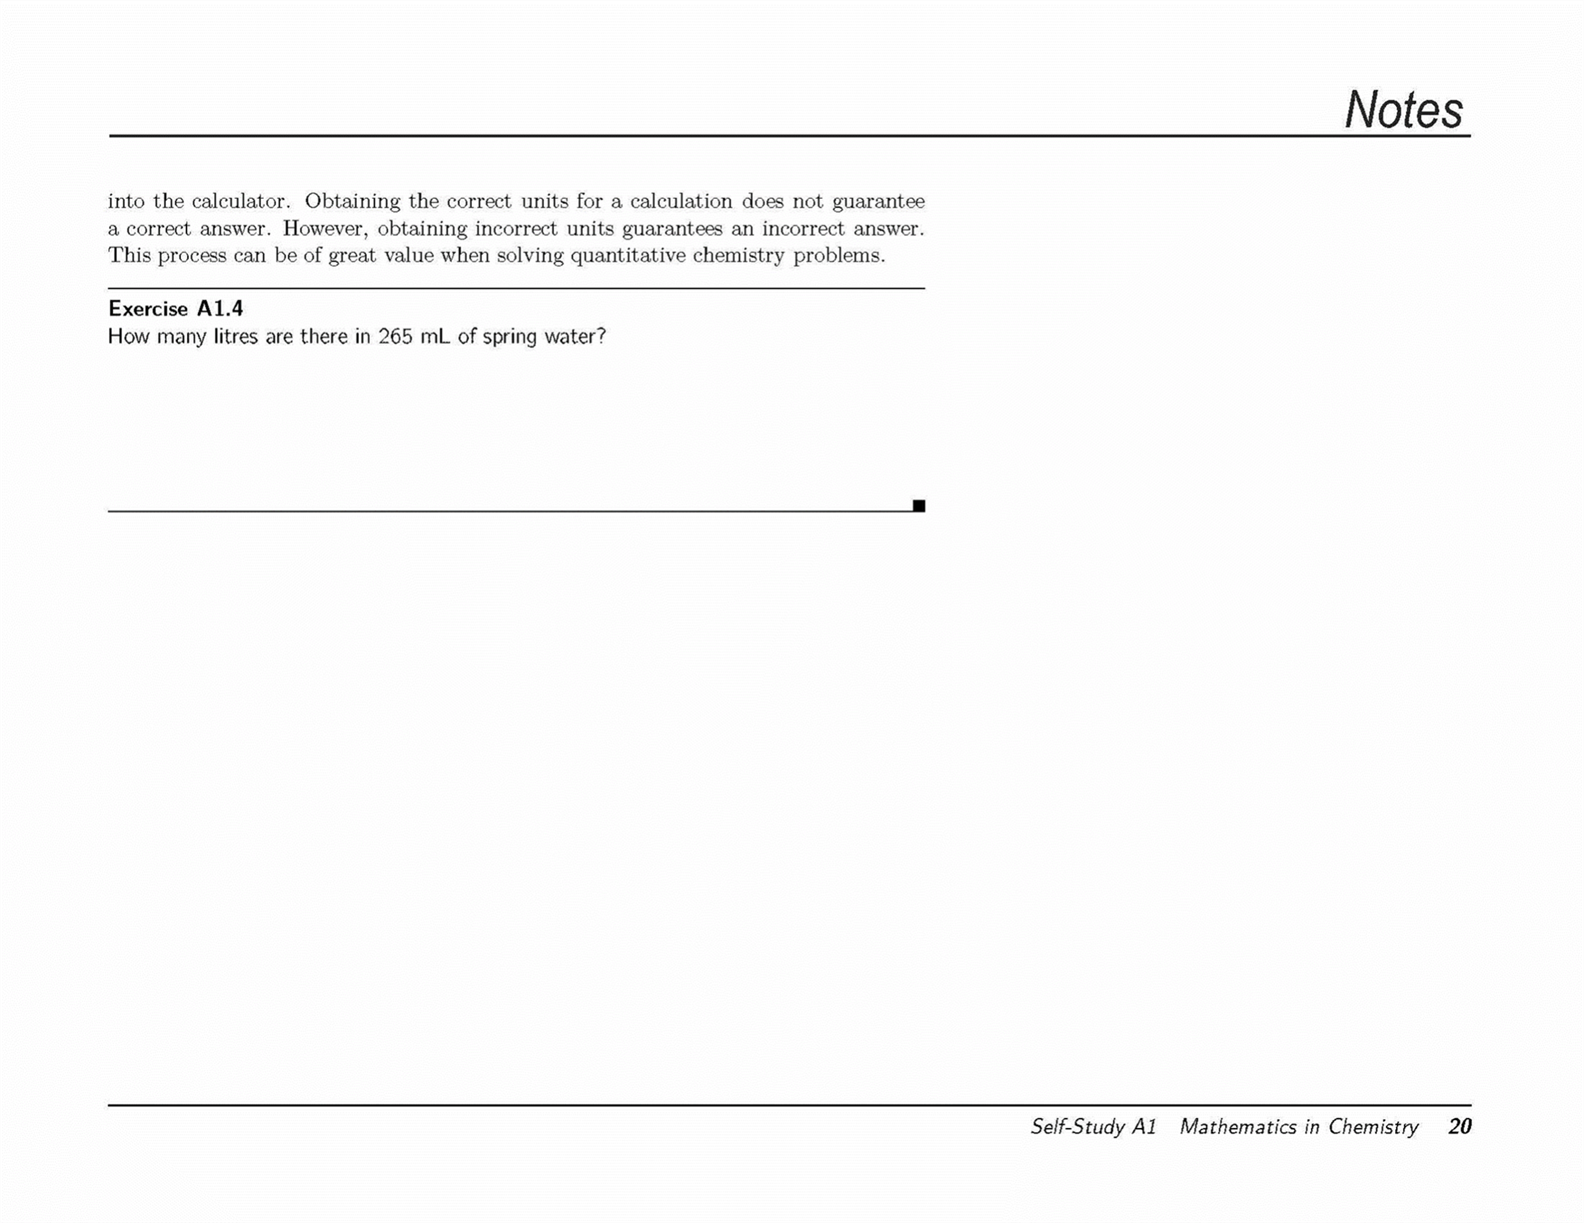 Notes
into the calculator. Obtaining the correct units for a calculation does not guarantee
a correct answer. However, obtaining incorrect units guarantees an incorrect answer.
This process can be of great value when solving quantitative chemistry problems.
Exercise A1.4
How many litres are there in 265 mL of spring water?
Self-Study A1 Mathematics in Chemistry 20